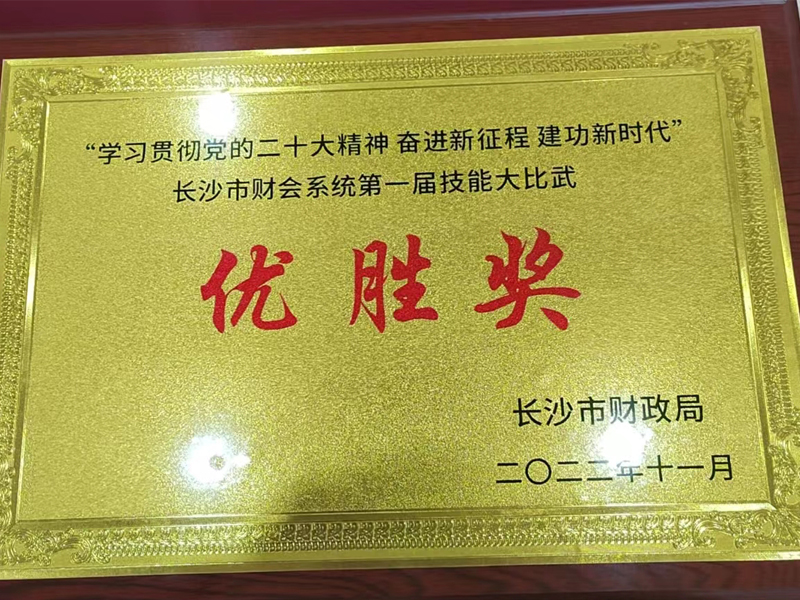 “学习贯彻党的二十大精神 奋进新征程 建功新时代”
长沙市财会系统第一届技能大比武
优胜奖
长沙市财政局
二〇二二年十一月